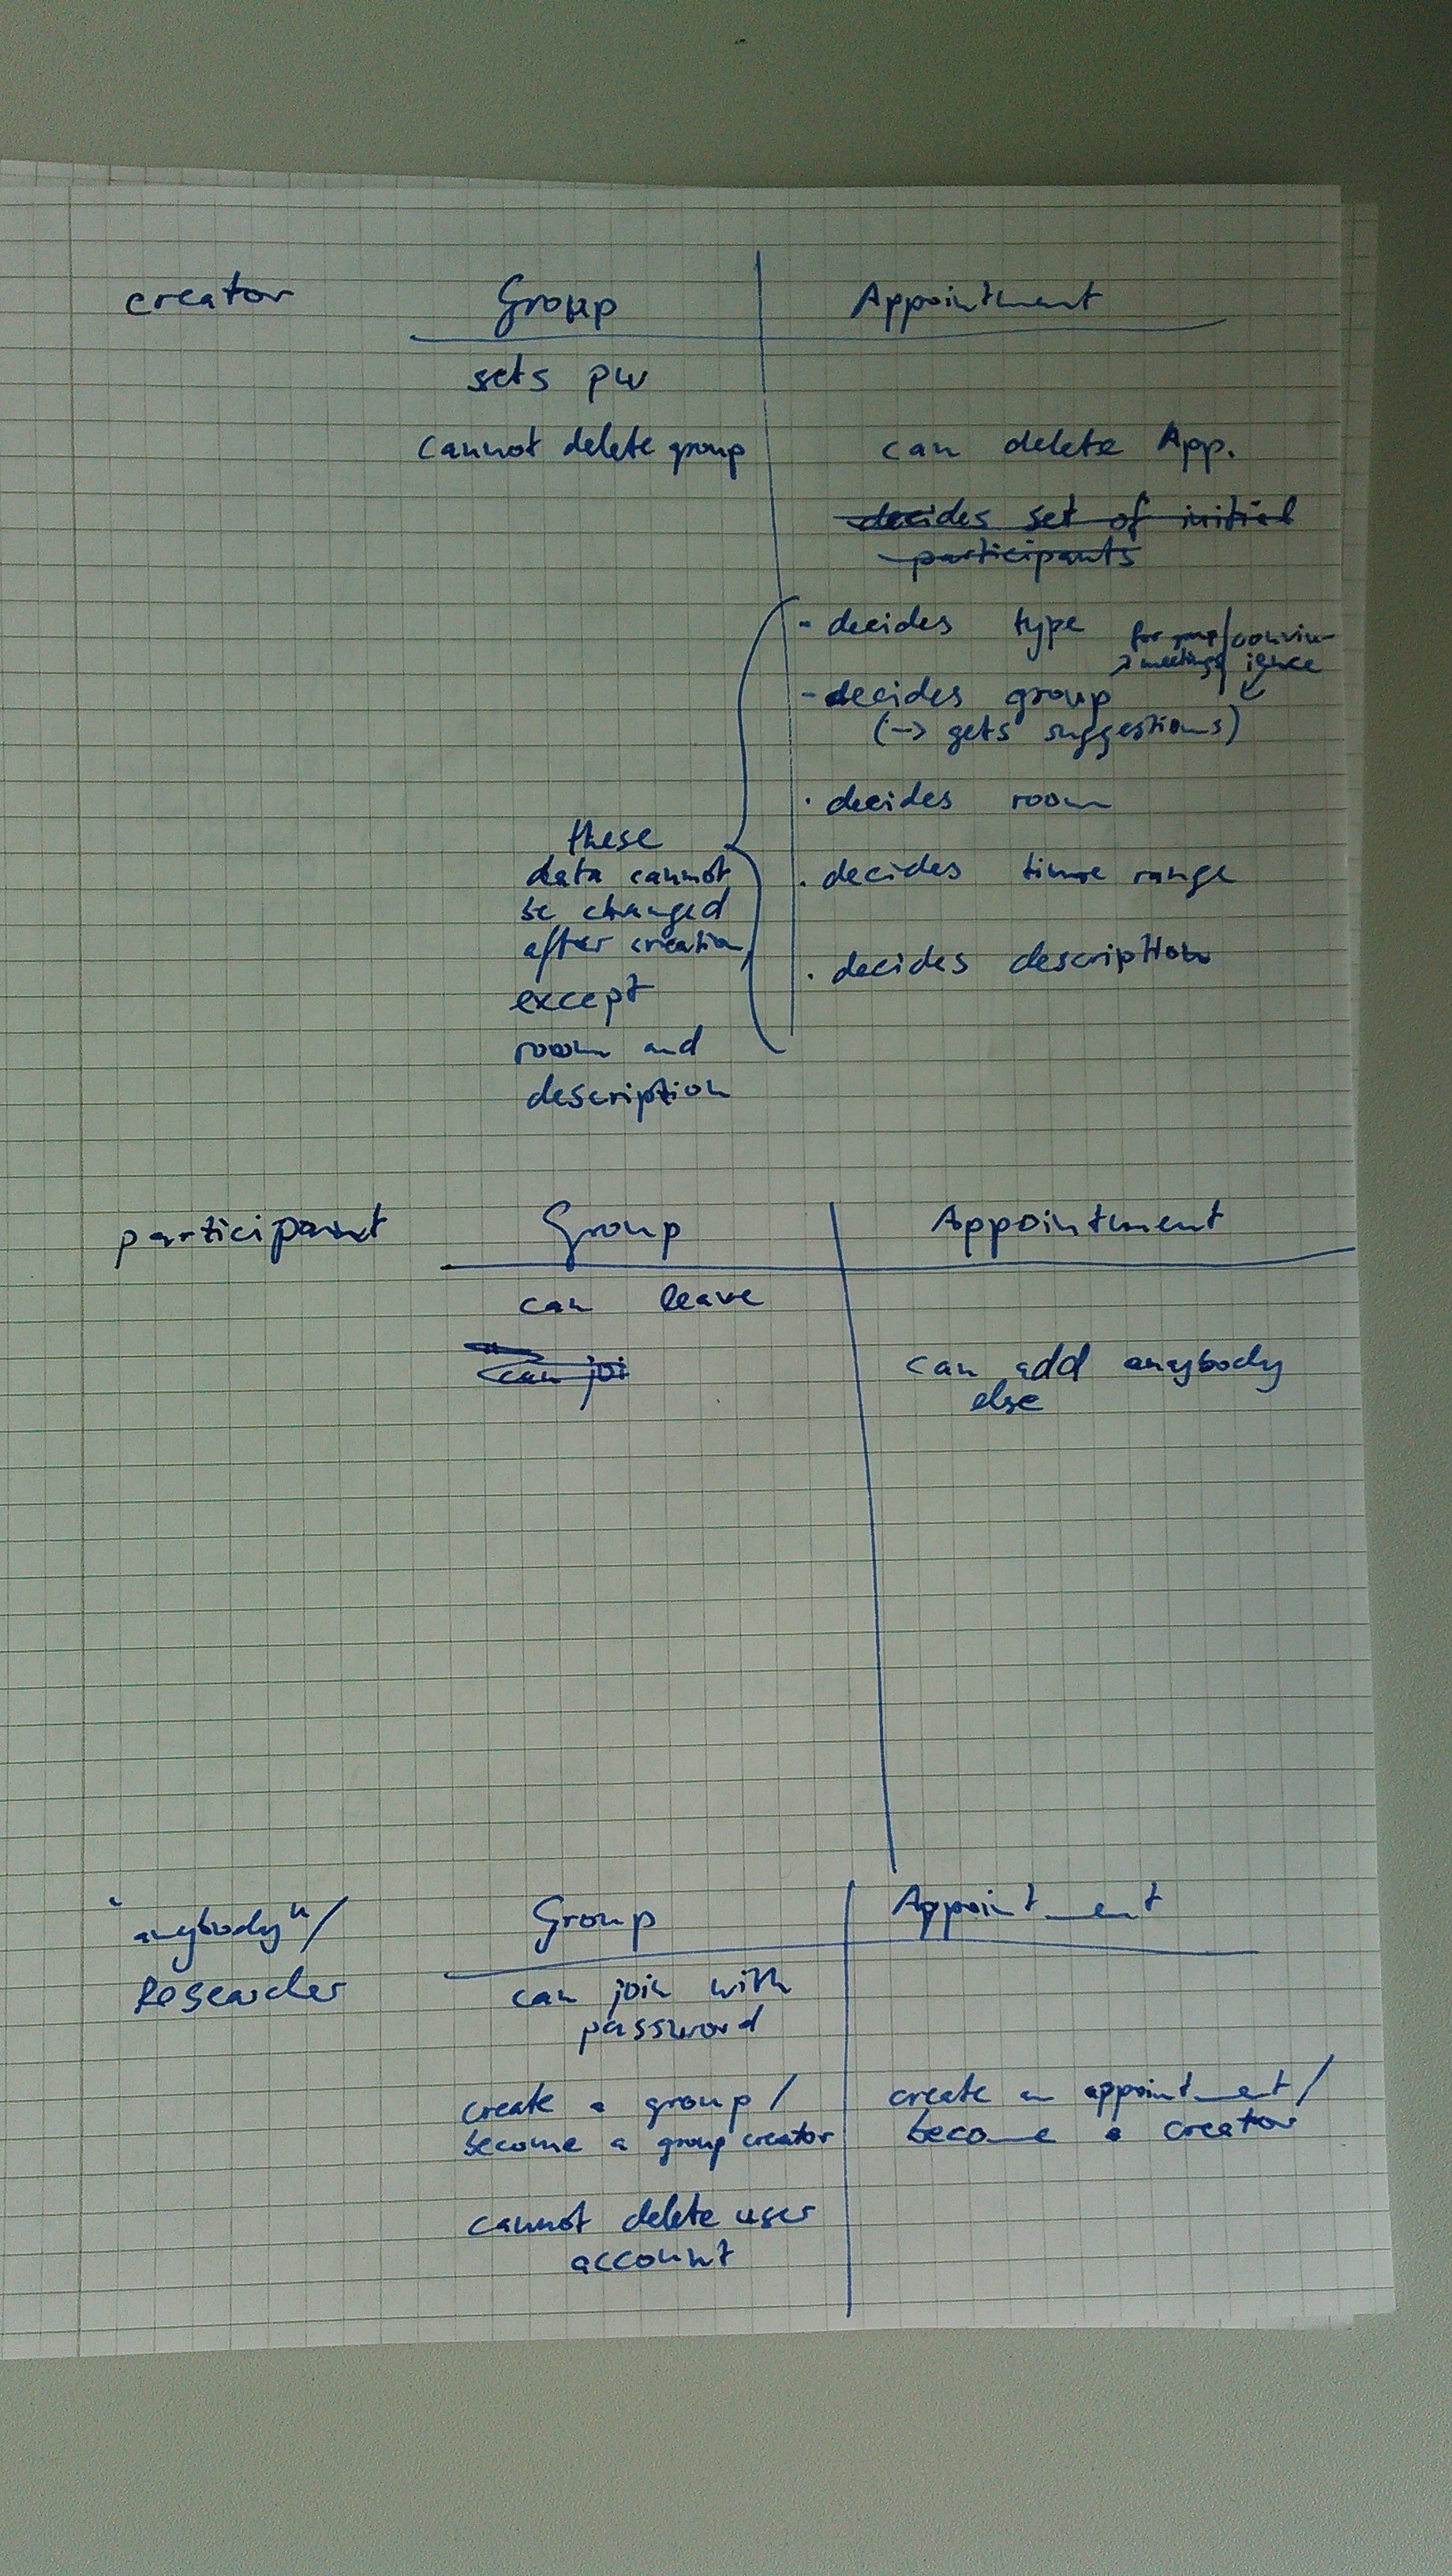 creator Group Appointment
sets pw
cannot delete group can delete App.
decides set of initial
participants
- decides type for group meetings / convinience
- decides group
(-> gets suggestions)
· decides room
these
data cannot · decides time range
be changed
after creation, · decides description
except
room and
description
participant Group Appointment
can leave
can joi can add anybody
else
"anybody"/ Group Appointment
Researcher can join with
password
create a group / create an appointment /
become a group creator become a creator
cannot delete user
account